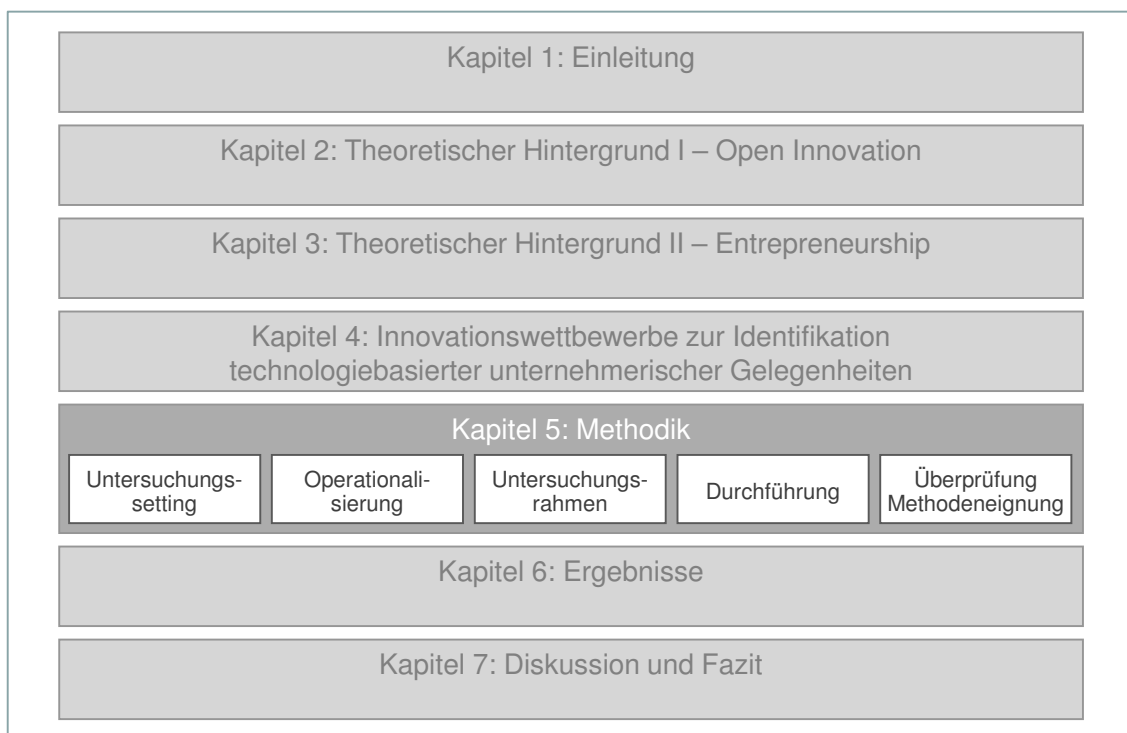 Kapitel 1: Einleitung
Kapitel 2: Theoretischer Hintergrund I – Open Innovation
Kapitel 3: Theoretischer Hintergrund II – Entrepreneurship
Kapitel 4: Innovationswettbewerbe zur Identifikation
technologiebasierter unternehmerischer Gelegenheiten
Kapitel 5: Methodik
Untersuchungs-
setting
Operationali-
sierung
Untersuchungs-
rahmen
Durchführung
Überprüfung
Methodeneignung
Kapitel 6: Ergebnisse
Kapitel 7: Diskussion und Fazit